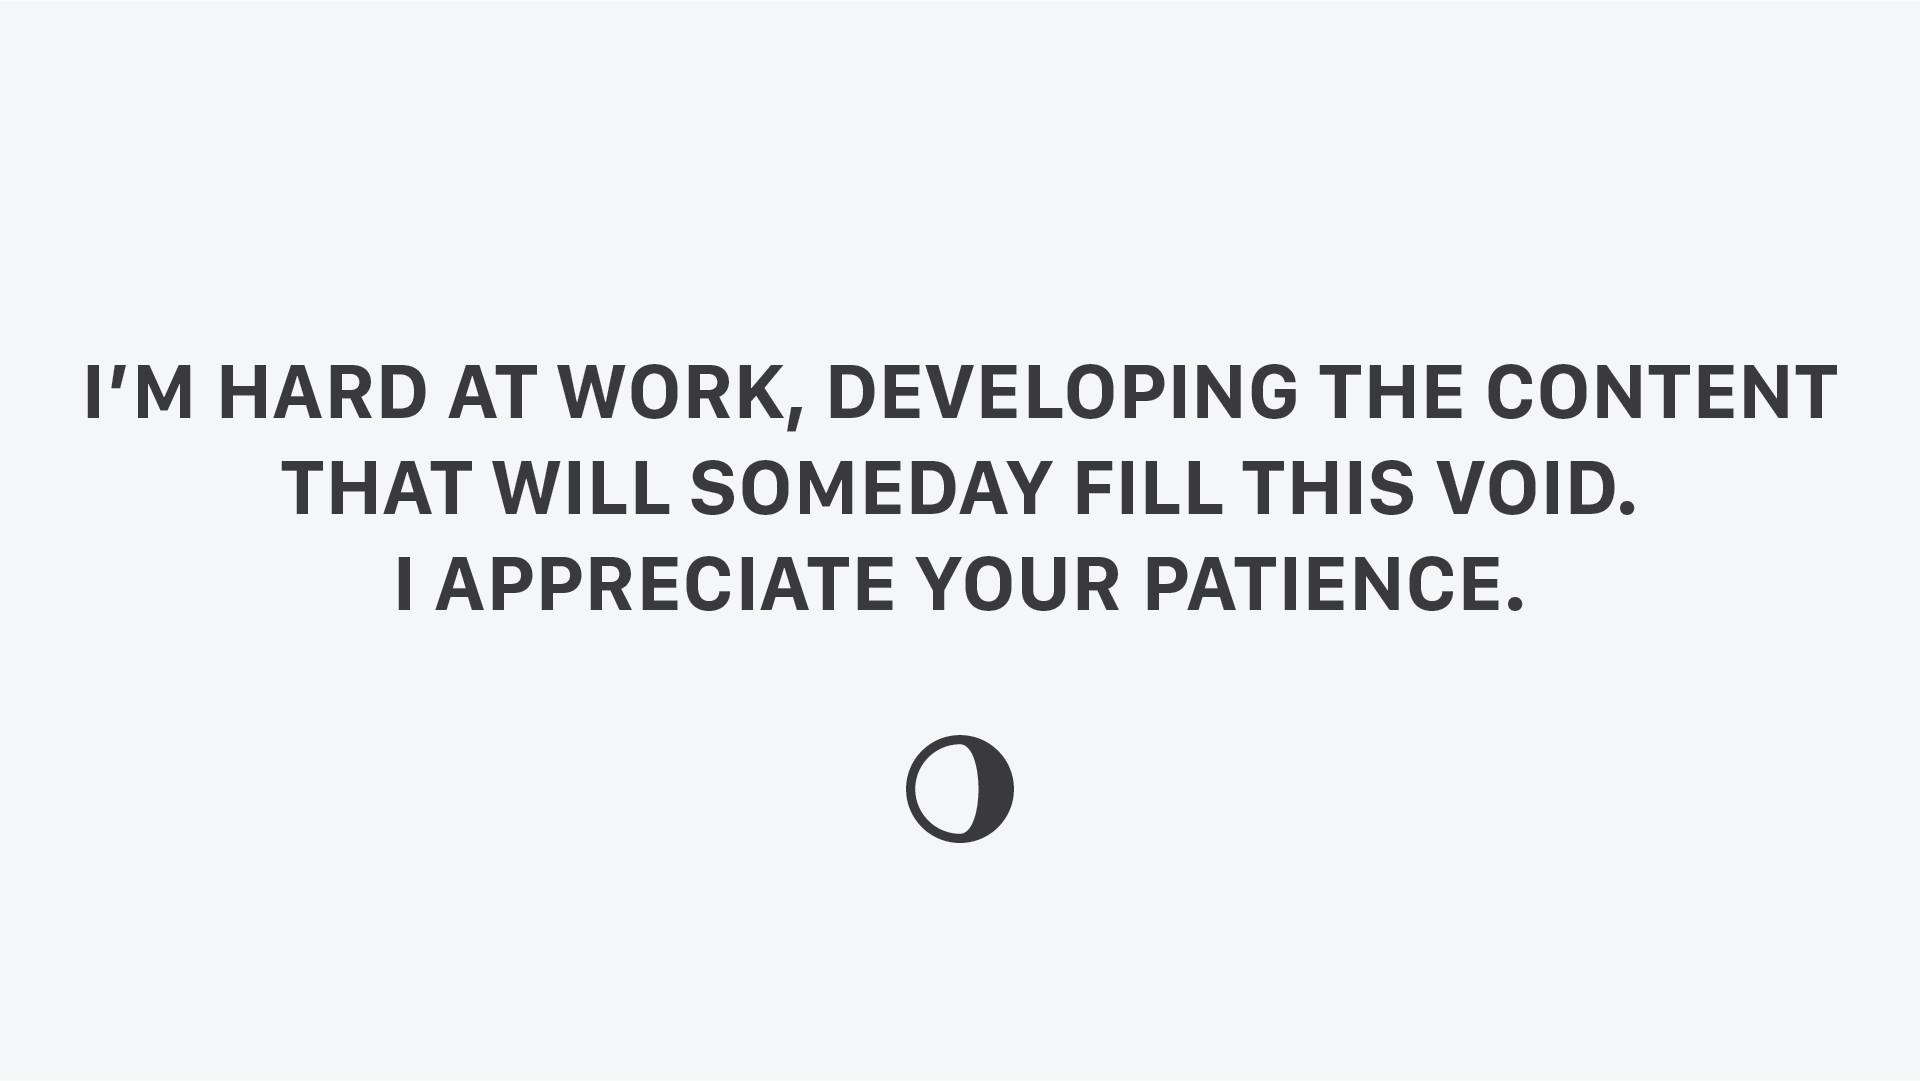 I’M HARD AT WORK, DEVELOPING THE CONTENT
THAT WILL SOMEDAY FILL THIS VOID.
I APPRECIATE YOUR PATIENCE.